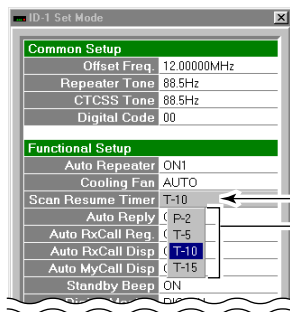 ID-1 Set Mode
Common Setup
Offset Freq. 12.00000MHz
Repeater Tone 88.5Hz
CTCSS Tone 88.5Hz
Digital Code 00
Functional Setup
Auto Repeater ON1
Cooling Fan AUTO
Scan Resume Timer T-10
Auto Reply P-2
Auto RxCall Reg. T-5
Auto RxCall Disp T-10
Auto MyCall Disp T-15
Standby Beep ON